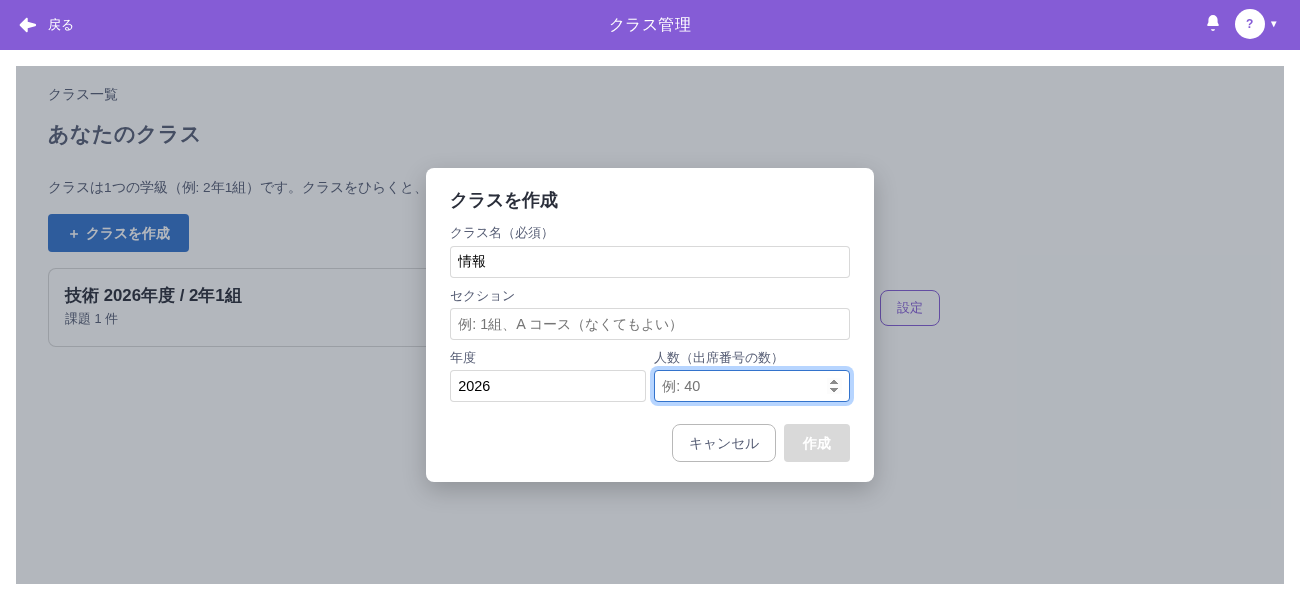 戻る
クラス管理
?
クラス一覧
あなたのクラス
クラスは1つの学級（例: 2年1組）です。クラスをひらくと、
＋ クラスを作成
技術 2026年度 / 2年1組
課題 1 件
設定
クラスを作成
クラス名（必須）
情報
セクション
例: 1組、A コース（なくてもよい）
年度
人数（出席番号の数）
2026
例: 40
キャンセル
作成